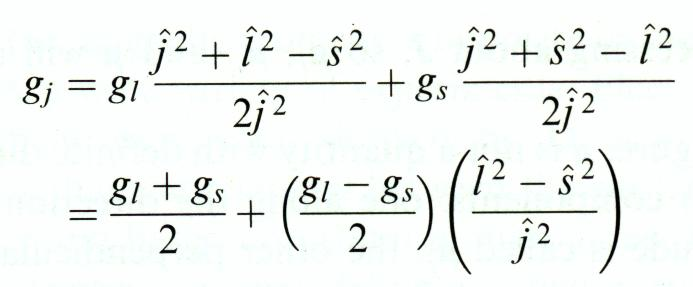 g_j = g_l \frac{\hat{j}^2 + \hat{l}^2 - \hat{s}^2}{2\hat{j}^2} + g_s \frac{\hat{j}^2 + \hat{s}^2 - \hat{l}^2}{2\hat{j}^2}
= \frac{g_l + g_s}{2} + \left(\frac{g_l - g_s}{2}\right)\left(\frac{\hat{l}^2 \quad \hat{s}^2}{\hat{j}^2}\right)